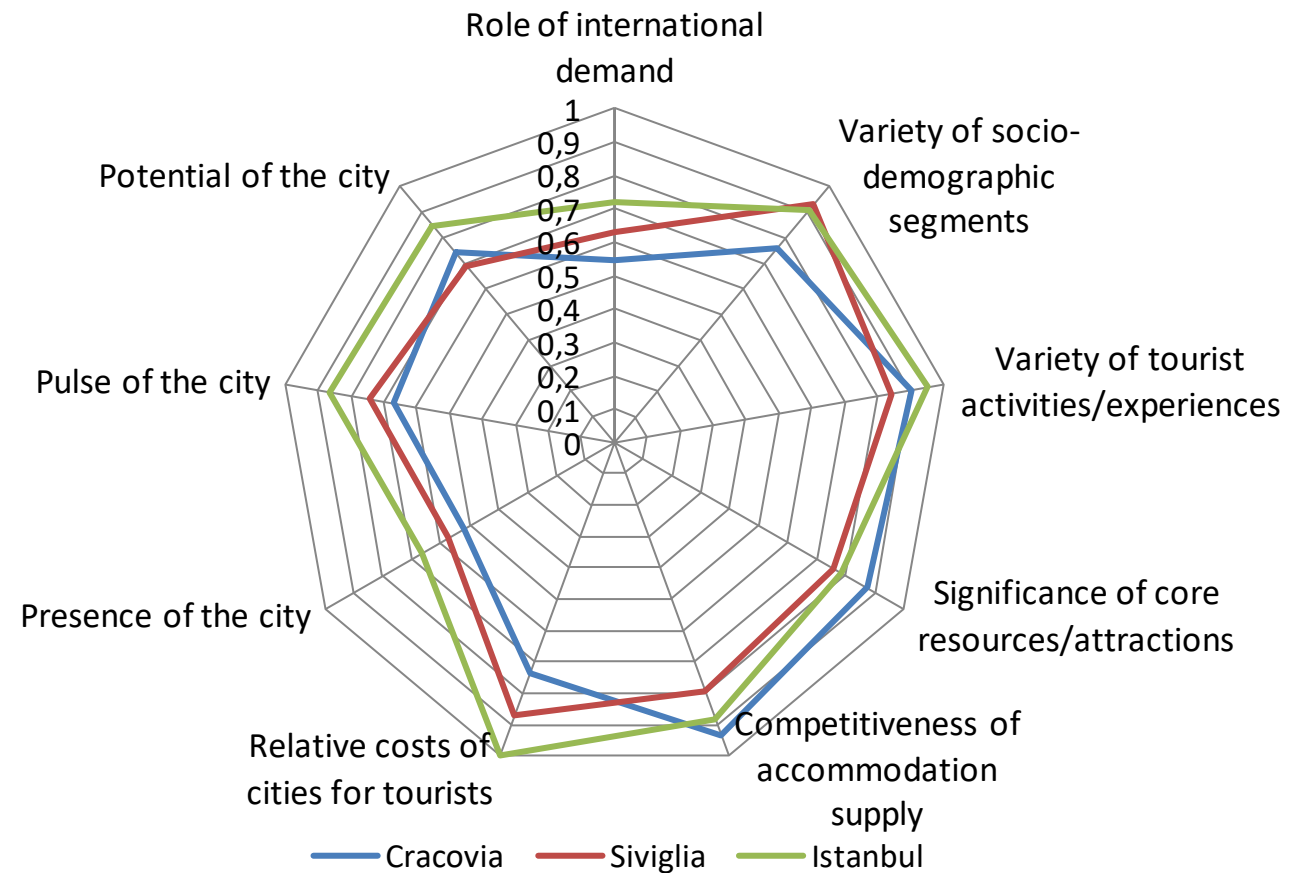 Role of international
demand
Variety of socio-
demographic
segments
Variety of tourist
activities/experiences
Significance of core
resources/attractions
Competitiveness of
accommodation
supply
Relative costs of
cities for tourists
Presence of the city
Pulse of the city
Potential of the city
1
0,9
0,8
0,7
0,6
0,5
0,4
0,3
0,2
0,1
0
Cracovia
Siviglia
Istanbul